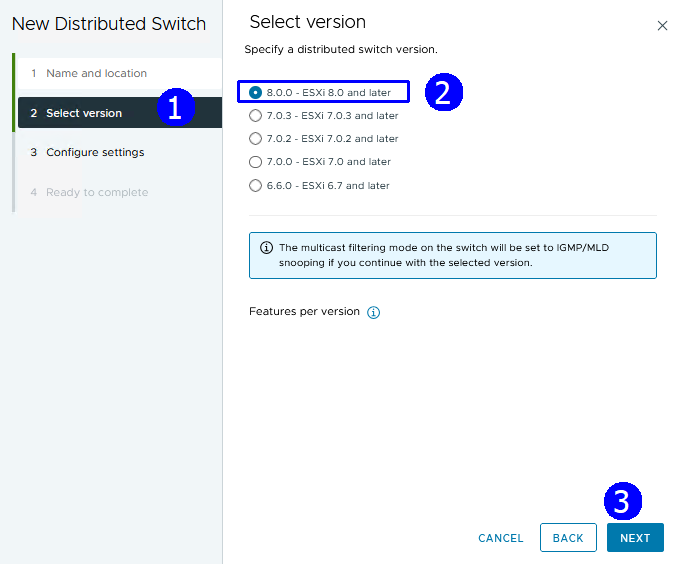 New Distributed Switch
1 Name and location
2 Select version
1
3 Configure settings
4 Ready to complete
Select version
Specify a distributed switch version.
8.0.0 - ESXi 8.0 and later
2
7.0.3 - ESXi 7.0.3 and later
7.0.2 - ESXi 7.0.2 and later
7.0.0 - ESXi 7.0 and later
6.6.0 - ESXi 6.7 and later
The multicast filtering mode on the switch will be set to IGMP/MLD
snooping if you continue with the selected version.
Features per version
3
CANCEL BACK NEXT